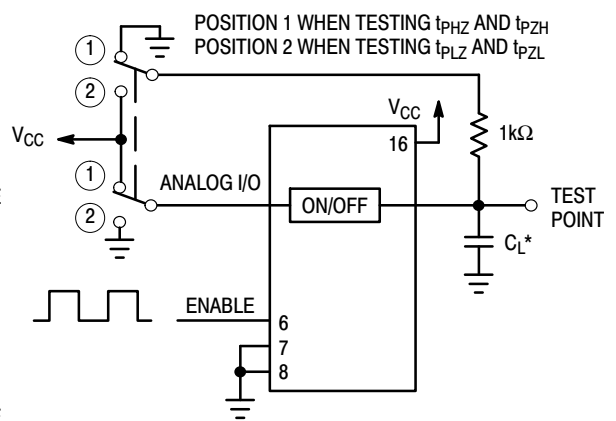 POSITION 1 WHEN TESTING tPHZ AND tPZH
POSITION 2 WHEN TESTING tPLZ AND tPZL
1
2
VCC
VCC
16
1kΩ
1
2
ANALOG I/O
ON/OFF
TEST
POINT
CL*
ENABLE
6
7
8